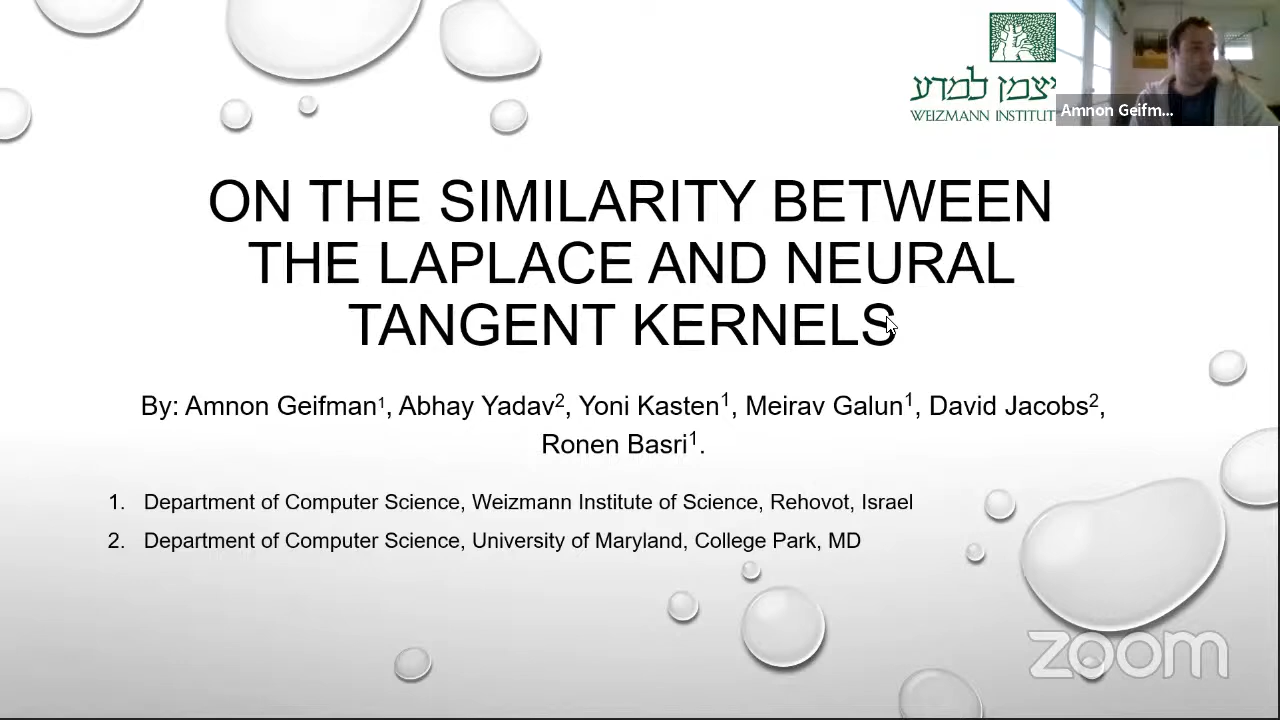 יצמן למדע
WEIZMANN INSTITUT
Amnon Geifm...
ON THE SIMILARITY BETWEEN
THE LAPLACE AND NEURAL
TANGENT KERNELS
By: Amnon Geifman¹, Abhay Yadav², Yoni Kasten¹, Meirav Galun¹, David Jacobs²,
Ronen Basri¹.
1. Department of Computer Science, Weizmann Institute of Science, Rehovot, Israel
2. Department of Computer Science, University of Maryland, College Park, MD
zoom